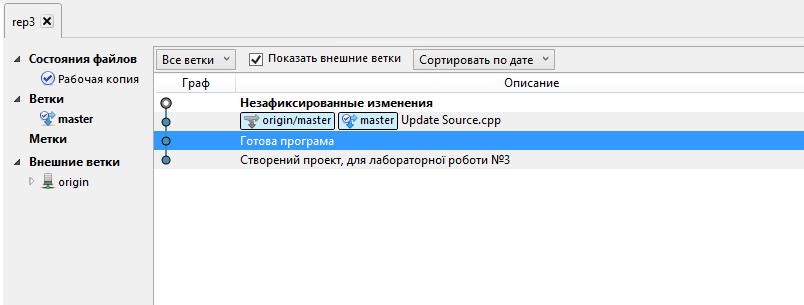 rep3
Состояния файлов
Рабочая копия
Ветки
master
Метки
Внешние ветки
origin
Все ветки
Показать внешние ветки
Сортировать по дате
Граф
Описание
Незафиксированные изменения
origin/master master Update Source.cpp
Готова програма
Створений проект, для лабораторної роботи №3